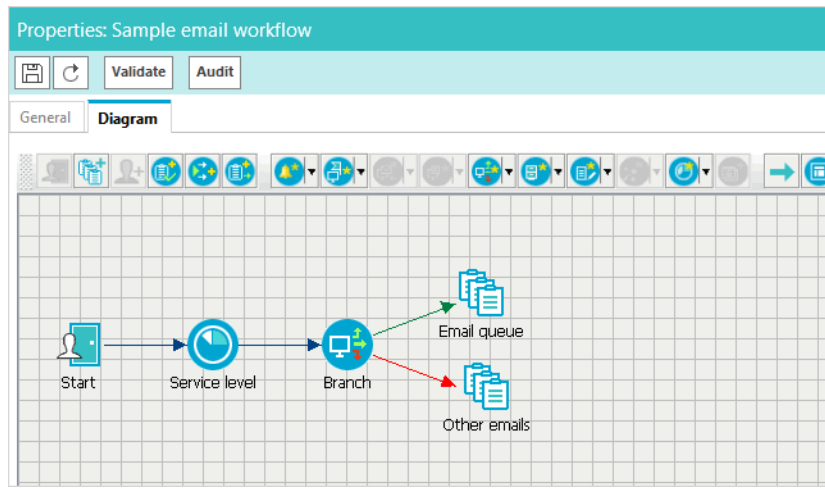 Properties: Sample email workflow
Validate Audit
General Diagram
Email queue
Start Service level Branch
Other emails